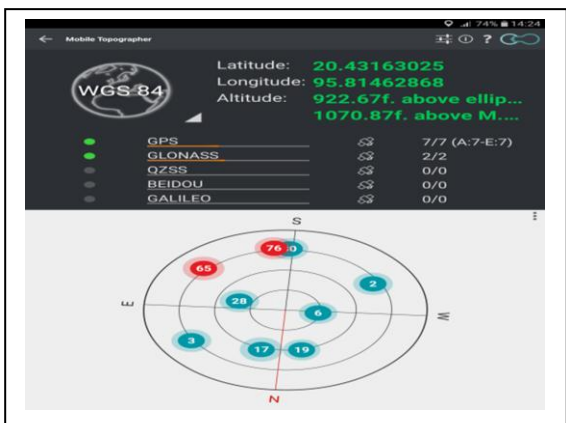 74% 14:24
Mobile Topographer
?
WGS 84
Latitude: 20.43163025
Longitude: 95.81462868
Altitude: 922.67f. above ellip...
1070.87f. above M....
GPS 7/7 (A:7-E:7)
GLONASS 2/2
QZSS 0/0
BEIDOU 0/0
GALILEO 0/0
S
76
65
2
28
6
E
W
3
17
19
N